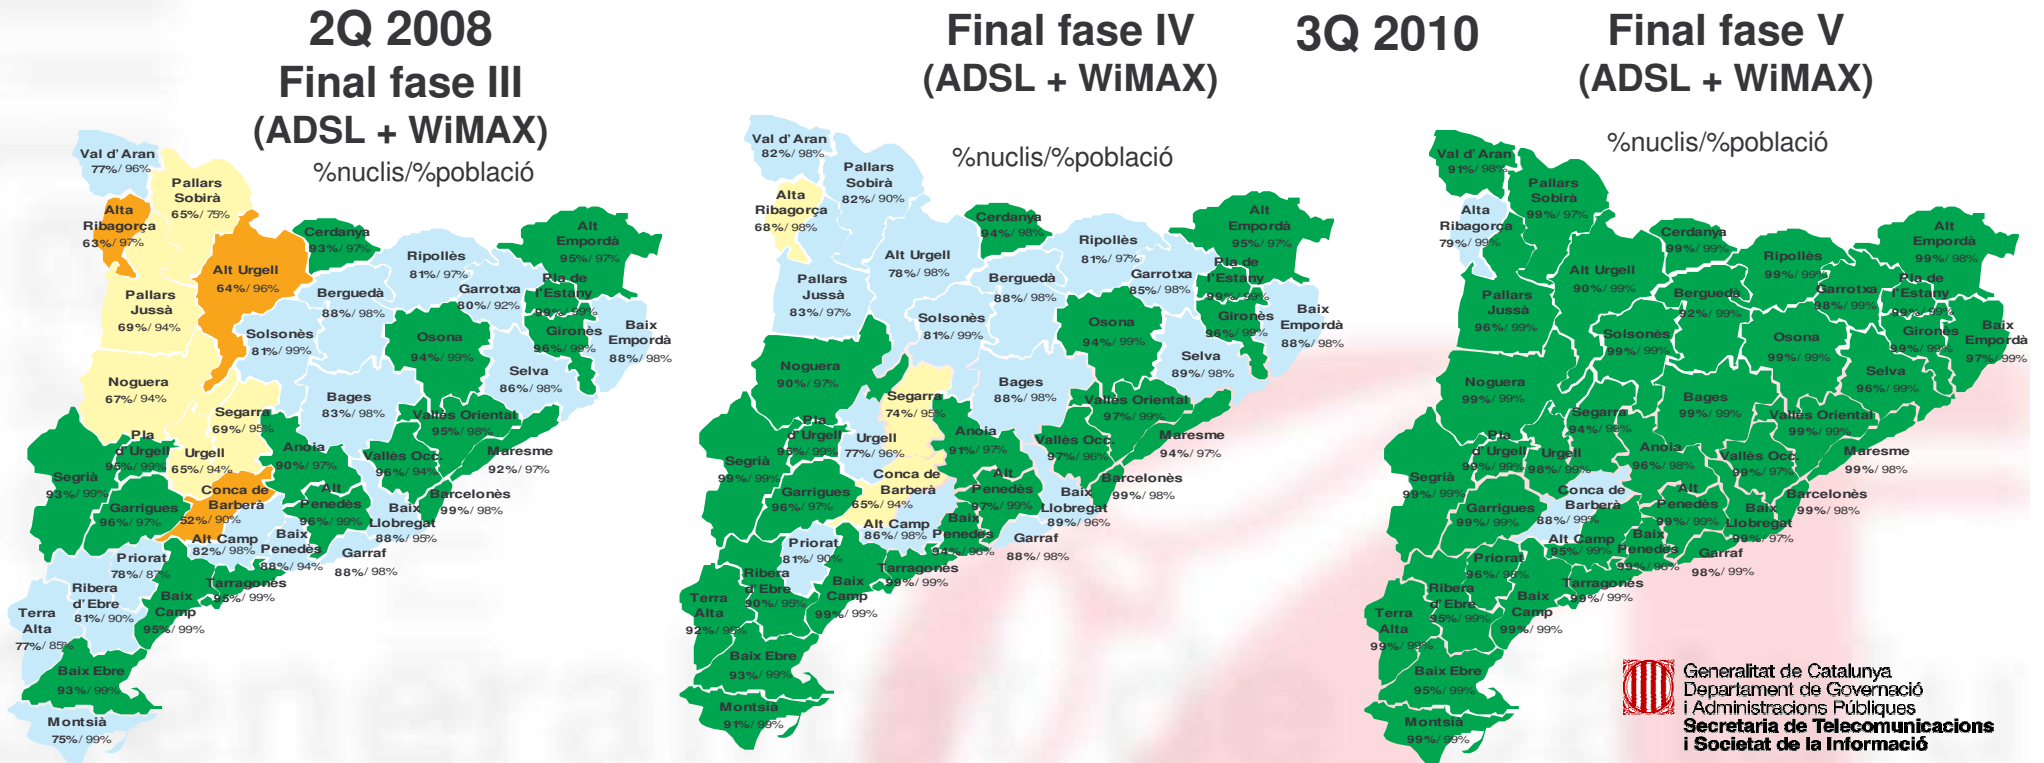 2Q 2008
Final fase III
(ADSL + WiMAX)
%nuclis/%població
Val d' Aran
77%/ 96%
Pallars
Sobirà
65%/ 75%
Alta
Ribagorça
63%/ 97%
Alt Urgell
64%/ 96%
Cerdanya
93%/ 97%
Ripollès
81%/ 97%
Alt
Empordà
95%/ 97%
Pla de
l'Estany
99%/ 99%
Garrotxa
80%/ 92%
Berguedà
88%/ 98%
Pallars
Jussà
69%/ 94%
Solsonès
81%/ 99%
Osona
94%/ 99%
Gironès
96%/ 99%
Baix
Empordà
88%/ 98%
Selva
86%/ 98%
Noguera
67%/ 94%
Bages
83%/ 98%
Segarra
69%/ 95%
Vallès Oriental
95%/ 98%
Pla
d' Urgell
95%/ 99%
Urgell
65%/ 94%
Anoia
90%/ 97%
Vallès Occ.
96%/ 94%
Maresme
92%/ 97%
Segrià
93%/ 99%
Garrigues
96%/ 97%
Conca de
Barberà
52%/ 90%
Alt
Penedès
96%/ 99%
Barcelonès
99%/ 98%
Baix
Llobregat
88%/ 95%
Alt Camp
82%/ 98%
Baix
Penedès
88%/ 94%
Garraf
88%/ 98%
Priorat
78%/ 87%
Tarragonès
95%/ 99%
Ribera
d' Ebre
81%/ 90%
Baix
Camp
95%/ 99%
Terra
Alta
77%/ 85%
Baix Ebre
93%/ 99%
Montsià
75%/ 99%
Final fase IV
(ADSL + WiMAX)
%nuclis/%població
Val d' Aran
82%/ 98%
Pallars
Sobirà
82%/ 90%
Alta
Ribagorça
68%/ 98%
Alt Urgell
78%/ 98%
Cerdanya
94%/ 98%
Ripollès
81%/ 97%
Alt
Empordà
95%/ 97%
Pla de
l'Estany
99%/ 99%
Garrotxa
85%/ 98%
Berguedà
88%/ 98%
Pallars
Jussà
83%/ 97%
Solsonès
81%/ 99%
Osona
94%/ 99%
Gironès
96%/ 99%
Baix
Empordà
88%/ 98%
Selva
89%/ 98%
Noguera
90%/ 97%
Bages
88%/ 98%
Segarra
74%/ 95%
Vallès Oriental
97%/ 99%
Pla
d' Urgell
95%/ 99%
Urgell
77%/ 96%
Anoia
91%/ 97%
Vallès Occ.
97%/ 96%
Maresme
94%/ 97%
Segrià
99%/ 99%
Garrigues
96%/ 97%
Conca de
Barberà
65%/ 94%
Alt
Penedès
97%/ 99%
Barcelonès
99%/ 98%
Baix
Llobregat
89%/ 96%
Alt Camp
86%/ 98%
Baix
Penedès
94%/ 96%
Garraf
88%/ 98%
Priorat
81%/ 90%
Tarragonès
99%/ 99%
Ribera
d' Ebre
90%/ 95%
Baix
Camp
99%/ 99%
Terra
Alta
92%/
Baix Ebre
93%/ 99%
Montsià
91%/ 99%
3Q 2010
Final fase V
(ADSL + WiMAX)
%nuclis/%població
Val d' Aran
91%/ 98%
Pallars
Sobirà
99%/ 97%
Alta
Ribagorça
79%/ 99%
Alt Urgell
90%/ 99%
Cerdanya
99%/ 99%
Ripollès
99%/ 99%
Alt
Empordà
99%/ 98%
Pla de
l'Estany
99%/ 99%
Garrotxa
98%/ 99%
Berguedà
92%/ 99%
Pallars
Jussà
96%/ 99%
Solsonès
99%/ 99%
Osona
99%/ 99%
Gironès
99%/ 99%
Baix
Empordà
97%/ 99%
Selva
96%/ 99%
Noguera
99%/ 99%
Bages
99%/ 99%
Segarra
94%/ 99%
Vallès Oriental
99%/ 99%
Pla
d' Urgell
99%/ 99%
Urgell
98%/ 99%
Anoia
96%/ 98%
Vallès Occ.
99%/ 97%
Maresme
99%/ 98%
Segrià
99%/ 99%
Garrigues
99%/ 99%
Conca de
Barberà
88%/ 99%
Alt
Penedès
99%/ 99%
Barcelonès
99%/ 98%
Baix
Llobregat
99%/ 97%
Alt Camp
95%/ 99%
Baix
Penedès
99%/ 96%
Garraf
98%/ 99%
Priorat
96%/ 98%
Tarragonès
99%/ 99%
Ribera
d' Ebre
95%/ 99%
Baix
Camp
99%/ 99%
Terra
Alta
99%/ 99%
Baix Ebre
95%/ 99%
Montsià
99%/ 99%
Generalitat de Catalunya
Departament de Governació
i Administracions Públiques
Secretaria de Telecomunicacions
i Societat de la Informació